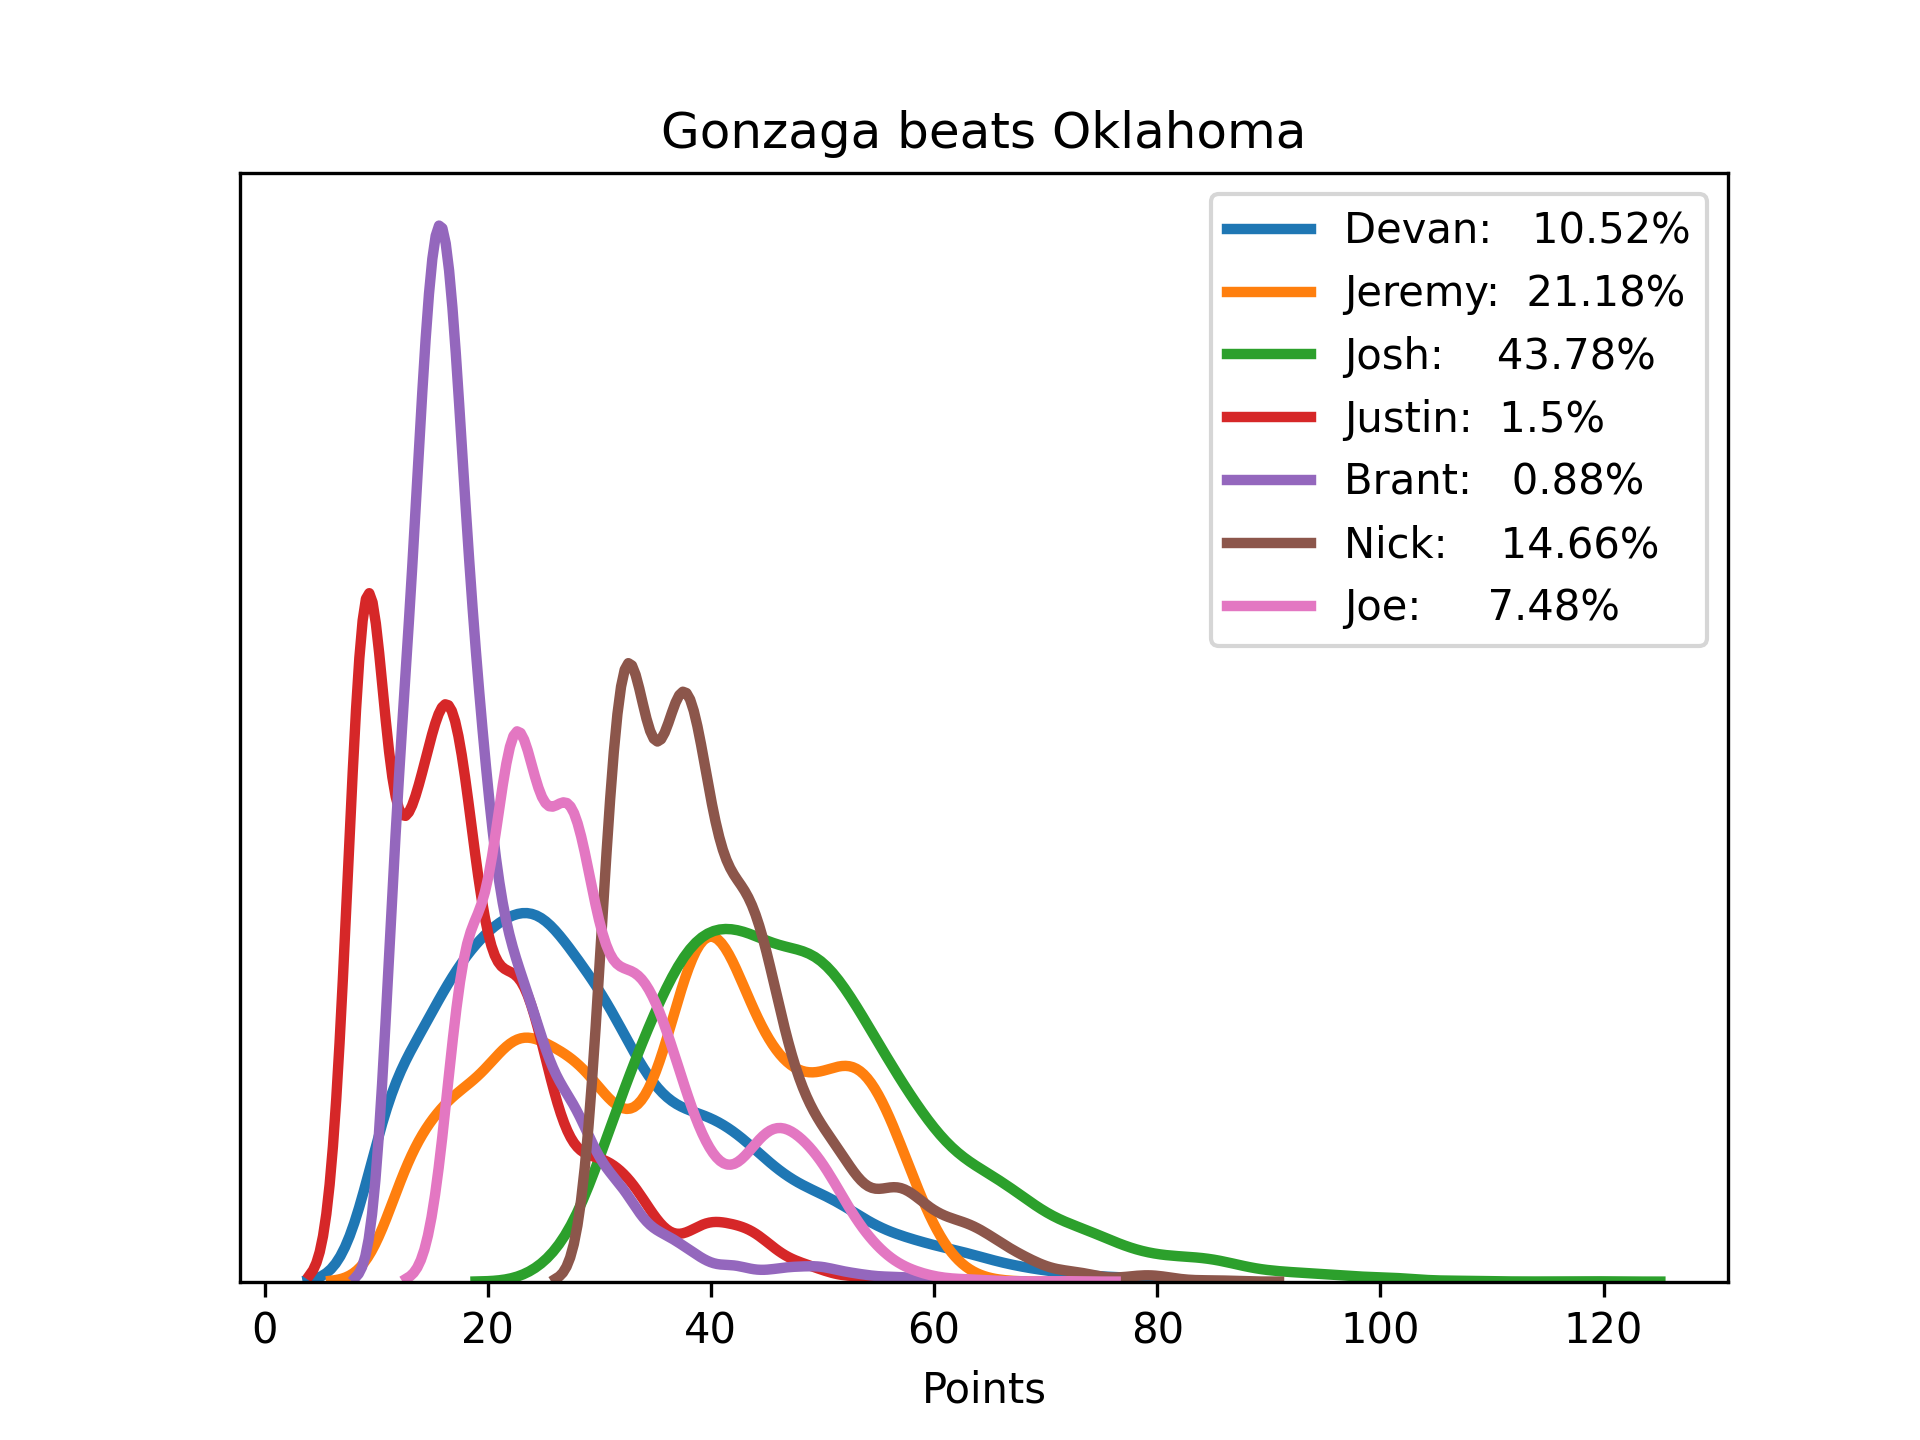 Gonzaga beats Oklahoma
Devan: 10.52%
Jeremy: 21.18%
Josh: 43.78%
Justin: 1.5%
Brant: 0.88%
Nick: 14.66%
Joe: 7.48%
0 20 40 60 80 100 120
Points